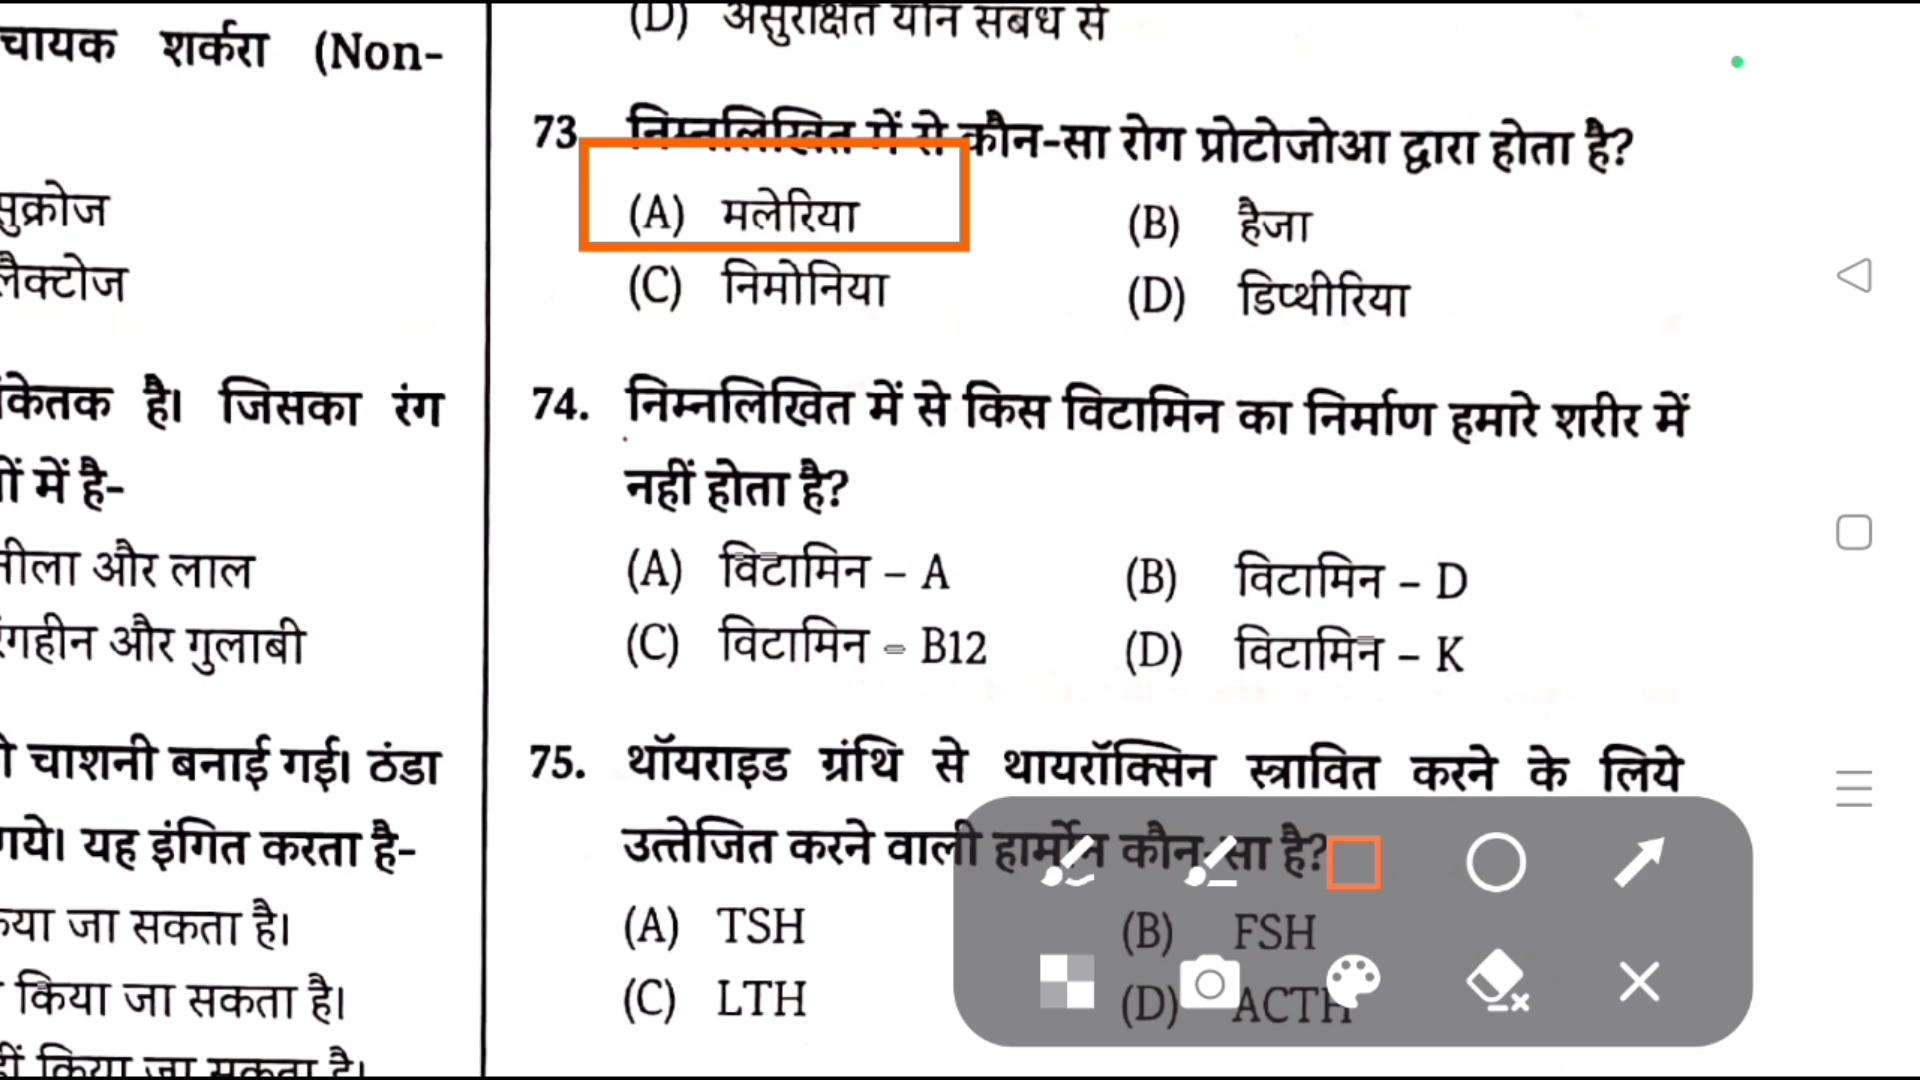 चायक शर्करा (Non-
सुक्रोज
लैक्टोज
केतक है। जिसका रंग
में है-
नीला और लाल
रंगहीन और गुलाबी
चाशनी बनाई गई। ठंडा
गये। यह इंगित करता है-
किया जा सकता है।
किया जा सकता है।
किया जा सकता है।
(D) असुरक्षित यौन संबंध से
73. निम्नलिखित में से कौन-सा रोग प्रोटोजोआ द्वारा होता है?
(A) मलेरिया (B) हैजा
(C) निमोनिया (D) डिप्थीरिया
74. निम्नलिखित में से किस विटामिन का निर्माण हमारे शरीर में
नहीं होता है?
(A) विटामिन – A (B) विटामिन – D
(C) विटामिन – B12 (D) विटामिन – K
75. थॉयराइड ग्रंथि से थायरॉक्सिन स्त्रावित करने के लिये
उत्तेजित करने वाली हार्मोन कौन-सा है?
(A) TSH (B) FSH
(C) LTH (D) ACTH